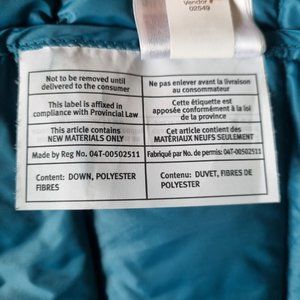 Vendor #
02549
Not to be removed until
delivered to the consumer
Ne pas enlever avant la livraison
au consommateur
This label is affixed in
compliance with Provincial Law
Cette étiquette est
apposée conformément à la loi
de la province
This article contains
NEW MATERIALS ONLY
Cet article contient des
MATÉRIAUX NEUFS SEULEMENT
Made by Reg No. 04T-00502511
Fabriqué par No. de permis: 04T-00502511
Content: DOWN, POLYESTER
FIBRES
Contenu: DUVET, FIBRES DE
POLYESTER